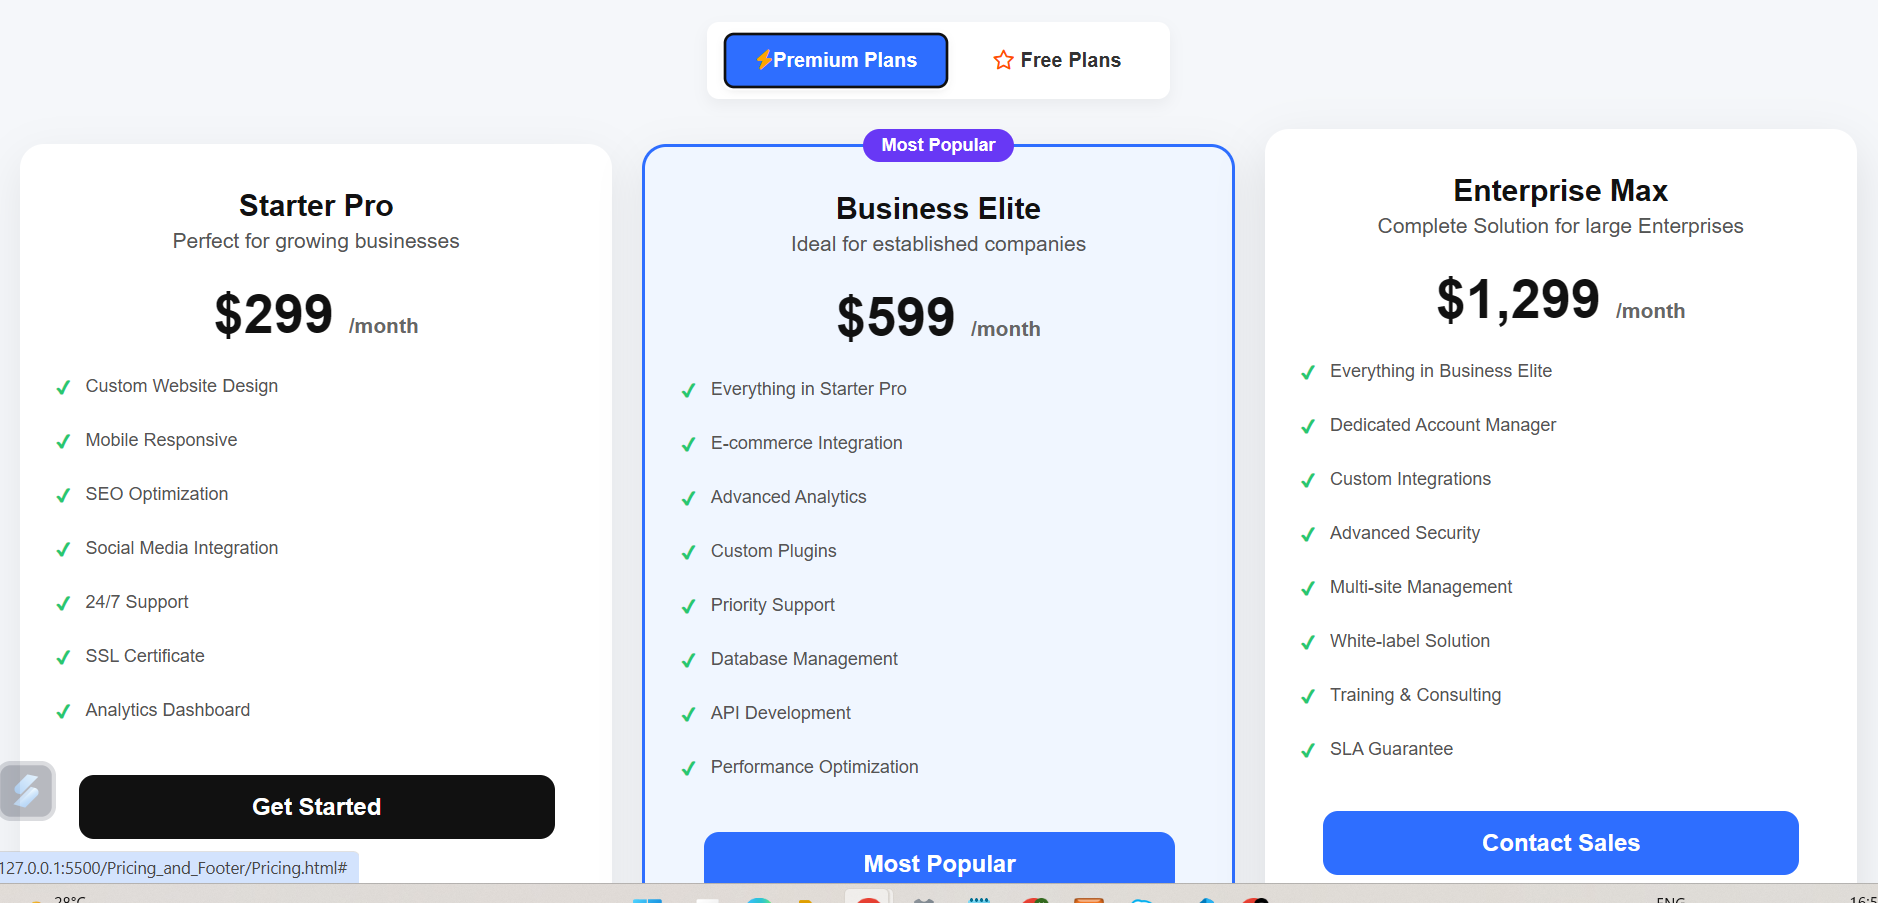 Premium Plans
Free Plans
Starter Pro
Perfect for growing businesses
$299 /month
Custom Website Design
Mobile Responsive
SEO Optimization
Social Media Integration
24/7 Support
SSL Certificate
Analytics Dashboard
Get Started
Most Popular
Business Elite
Ideal for established companies
$599 /month
Everything in Starter Pro
E-commerce Integration
Advanced Analytics
Custom Plugins
Priority Support
Database Management
API Development
Performance Optimization
Most Popular
Enterprise Max
Complete Solution for large Enterprises
$1,299 /month
Everything in Business Elite
Dedicated Account Manager
Custom Integrations
Advanced Security
Multi-site Management
White-label Solution
Training & Consulting
SLA Guarantee
Contact Sales
127.0.0.1:5500/Pricing_and_Footer/Pricing.html#
28°C
ENG